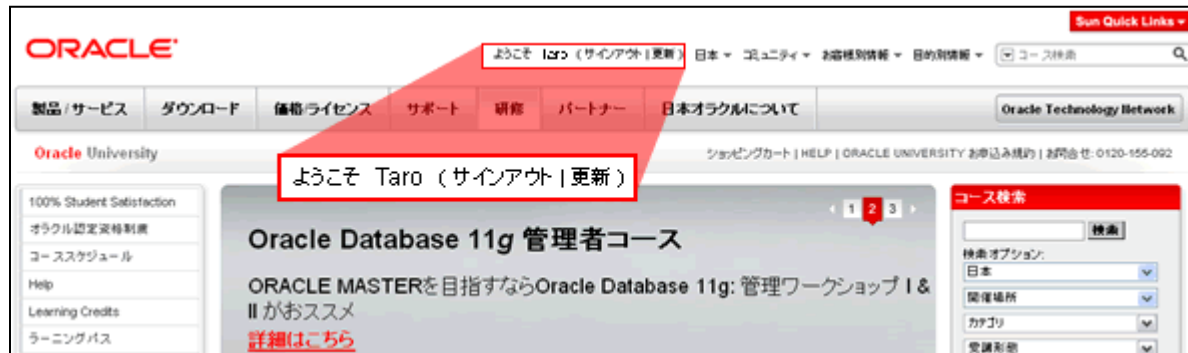 Sun Quick Links
ORACLE
ようこそ Taro (サインアウト | 更新) 日本 コミュニティ お客様別情報 目的別情報 コース検索
製品/サービス ダウンロード 価格/ライセンス サポート 研修 パートナー 日本オラクルについて Oracle Technology Network
Oracle University ショッピングカート | HELP | ORACLE UNIVERSITY お申込み規約 | お問合せ: 0120-155-092
ようこそ Taro (サインアウト | 更新)
100% Student Satisfaction
オラクル認定資格制度
コーススケジュール
Help
Learning Credits
ラーニングパス
1 2 3
Oracle Database 11g 管理者コース
ORACLE MASTERを目指すならOracle Database 11g: 管理ワークショップ I &
II がおススメ
詳細はこちら
コース検索
検索
検索オプション:
日本
開催場所
カテゴリ
受講形態